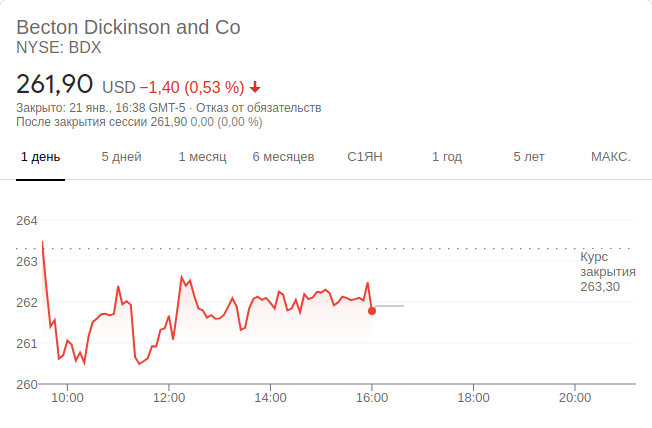 Becton Dickinson and Co
NYSE: BDX
261,90 USD −1,40 (0,53 %)
Закрыто: 21 янв., 16:38 GMT-5 · Отказ от обязательств
После закрытия сессии 261,90 0,00 (0,00 %)
1 день 5 дней 1 месяц 6 месяцев С1ЯН 1 год 5 лет МАКС.
264
263
262
261
260
Курс
закрытия
263,30
10:00 12:00 14:00 16:00 18:00 20:00